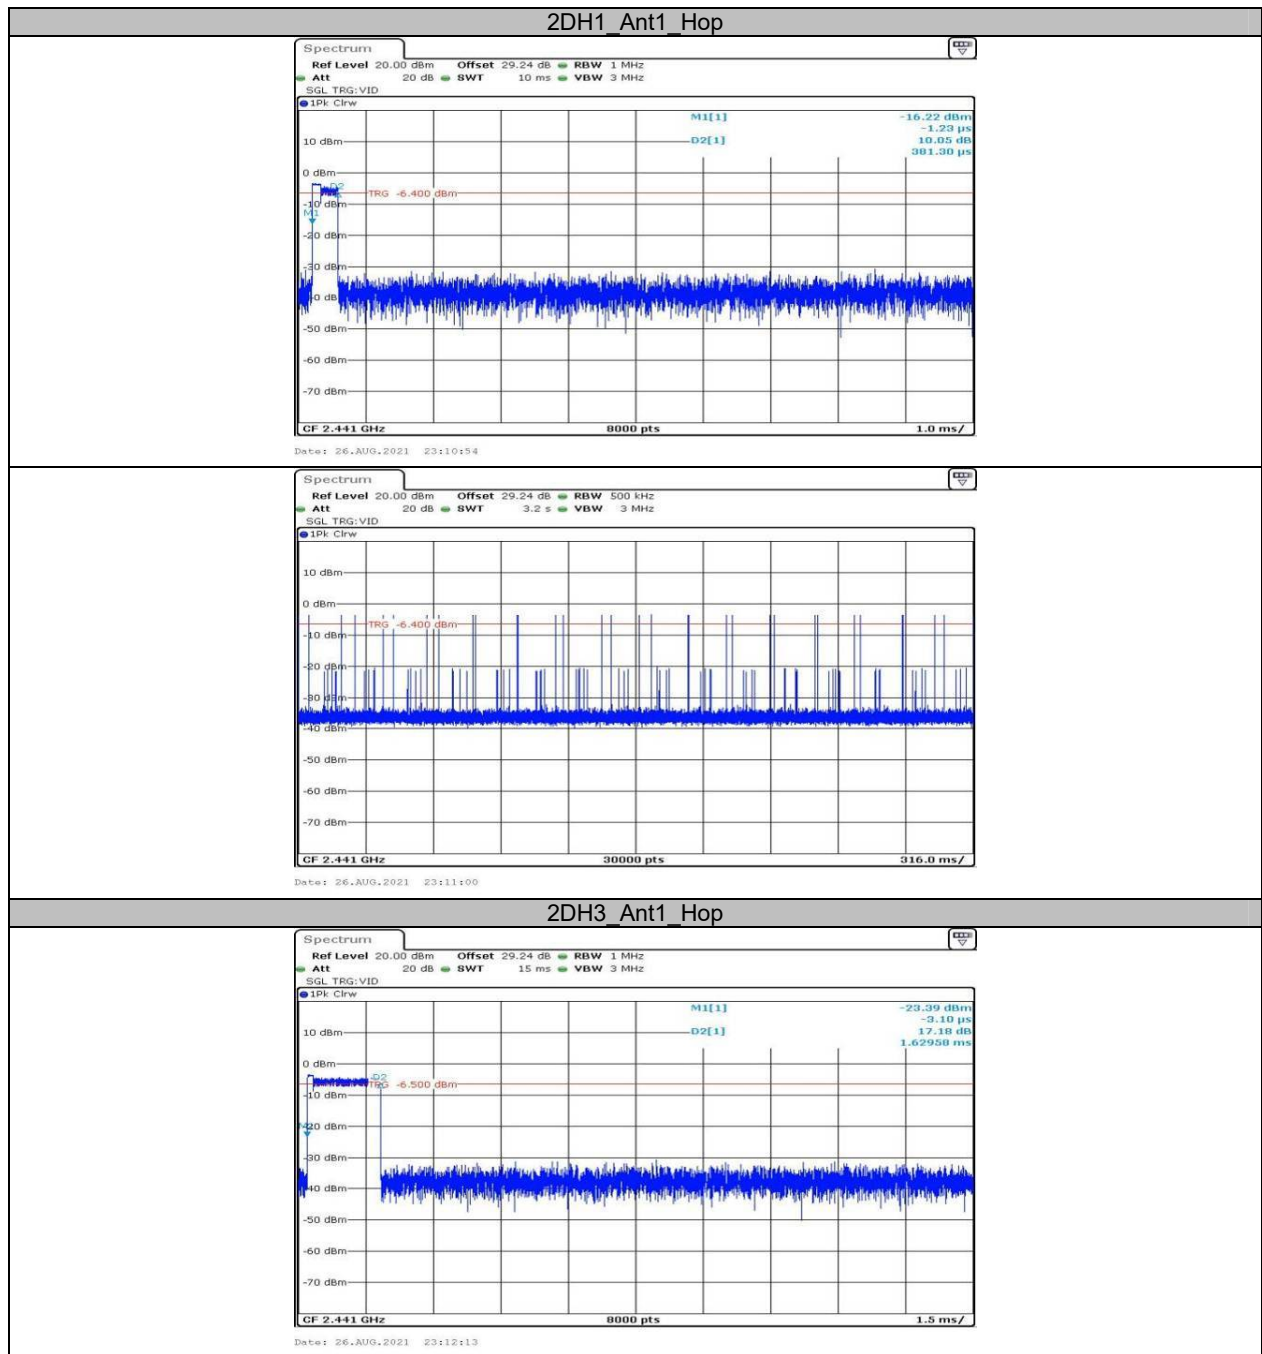 2DH1_Ant1_Hop
Spectrum
Ref Level 20.00 dBm Offset 29.24 dB RBW 1 MHz
Att 20 dB SWT 10 ms VBW 3 MHz
SGL TRG:VID
1Pk Clrw
M1[1] -16.22 dBm
-1.23 µs
10 dBm D2[1] 10.05 dB
381.30 µs
0 dBm
D2
TRG -6.400 dBm
-10 dBm
M1
-20 dBm
-30 dBm
-40 dBm
-50 dBm
-60 dBm
-70 dBm
CF 2.441 GHz 8000 pts 1.0 ms/
Date: 26.AUG.2021 23:10:54
Spectrum
Ref Level 20.00 dBm Offset 29.24 dB RBW 500 kHz
Att 20 dB SWT 3.2 s VBW 3 MHz
SGL TRG:VID
1Pk Clrw
10 dBm
0 dBm
TRG -6.400 dBm
-10 dBm
-20 dBm
-30 dBm
-40 dBm
-50 dBm
-60 dBm
-70 dBm
CF 2.441 GHz 30000 pts 316.0 ms/
Date: 26.AUG.2021 23:11:00
2DH3_Ant1_Hop
Spectrum
Ref Level 20.00 dBm Offset 29.24 dB RBW 1 MHz
Att 20 dB SWT 15 ms VBW 3 MHz
SGL TRG:VID
1Pk Clrw
M1[1] -23.39 dBm
-3.10 µs
10 dBm D2[1] 17.18 dB
1.62958 ms
0 dBm
D2
TRG -6.500 dBm
-10 dBm
-20 dBm
-30 dBm
-40 dBm
-50 dBm
-60 dBm
-70 dBm
CF 2.441 GHz 8000 pts 1.5 ms/
Date: 26.AUG.2021 23:12:13